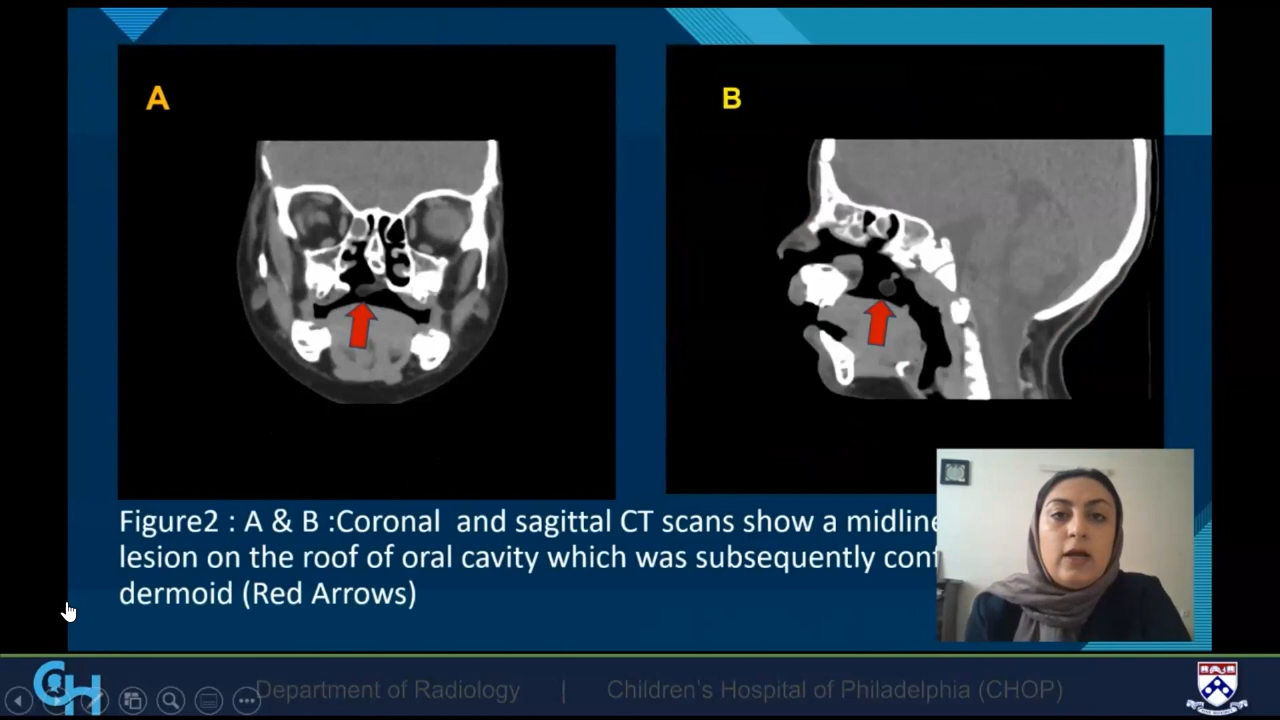 A
B
Figure2 : A & B :Coronal and sagittal CT scans show a midline
lesion on the roof of oral cavity which was subsequently
dermoid (Red Arrows)
CH
Department of Radiology | Children's Hospital of Philadelphia (CHOP)